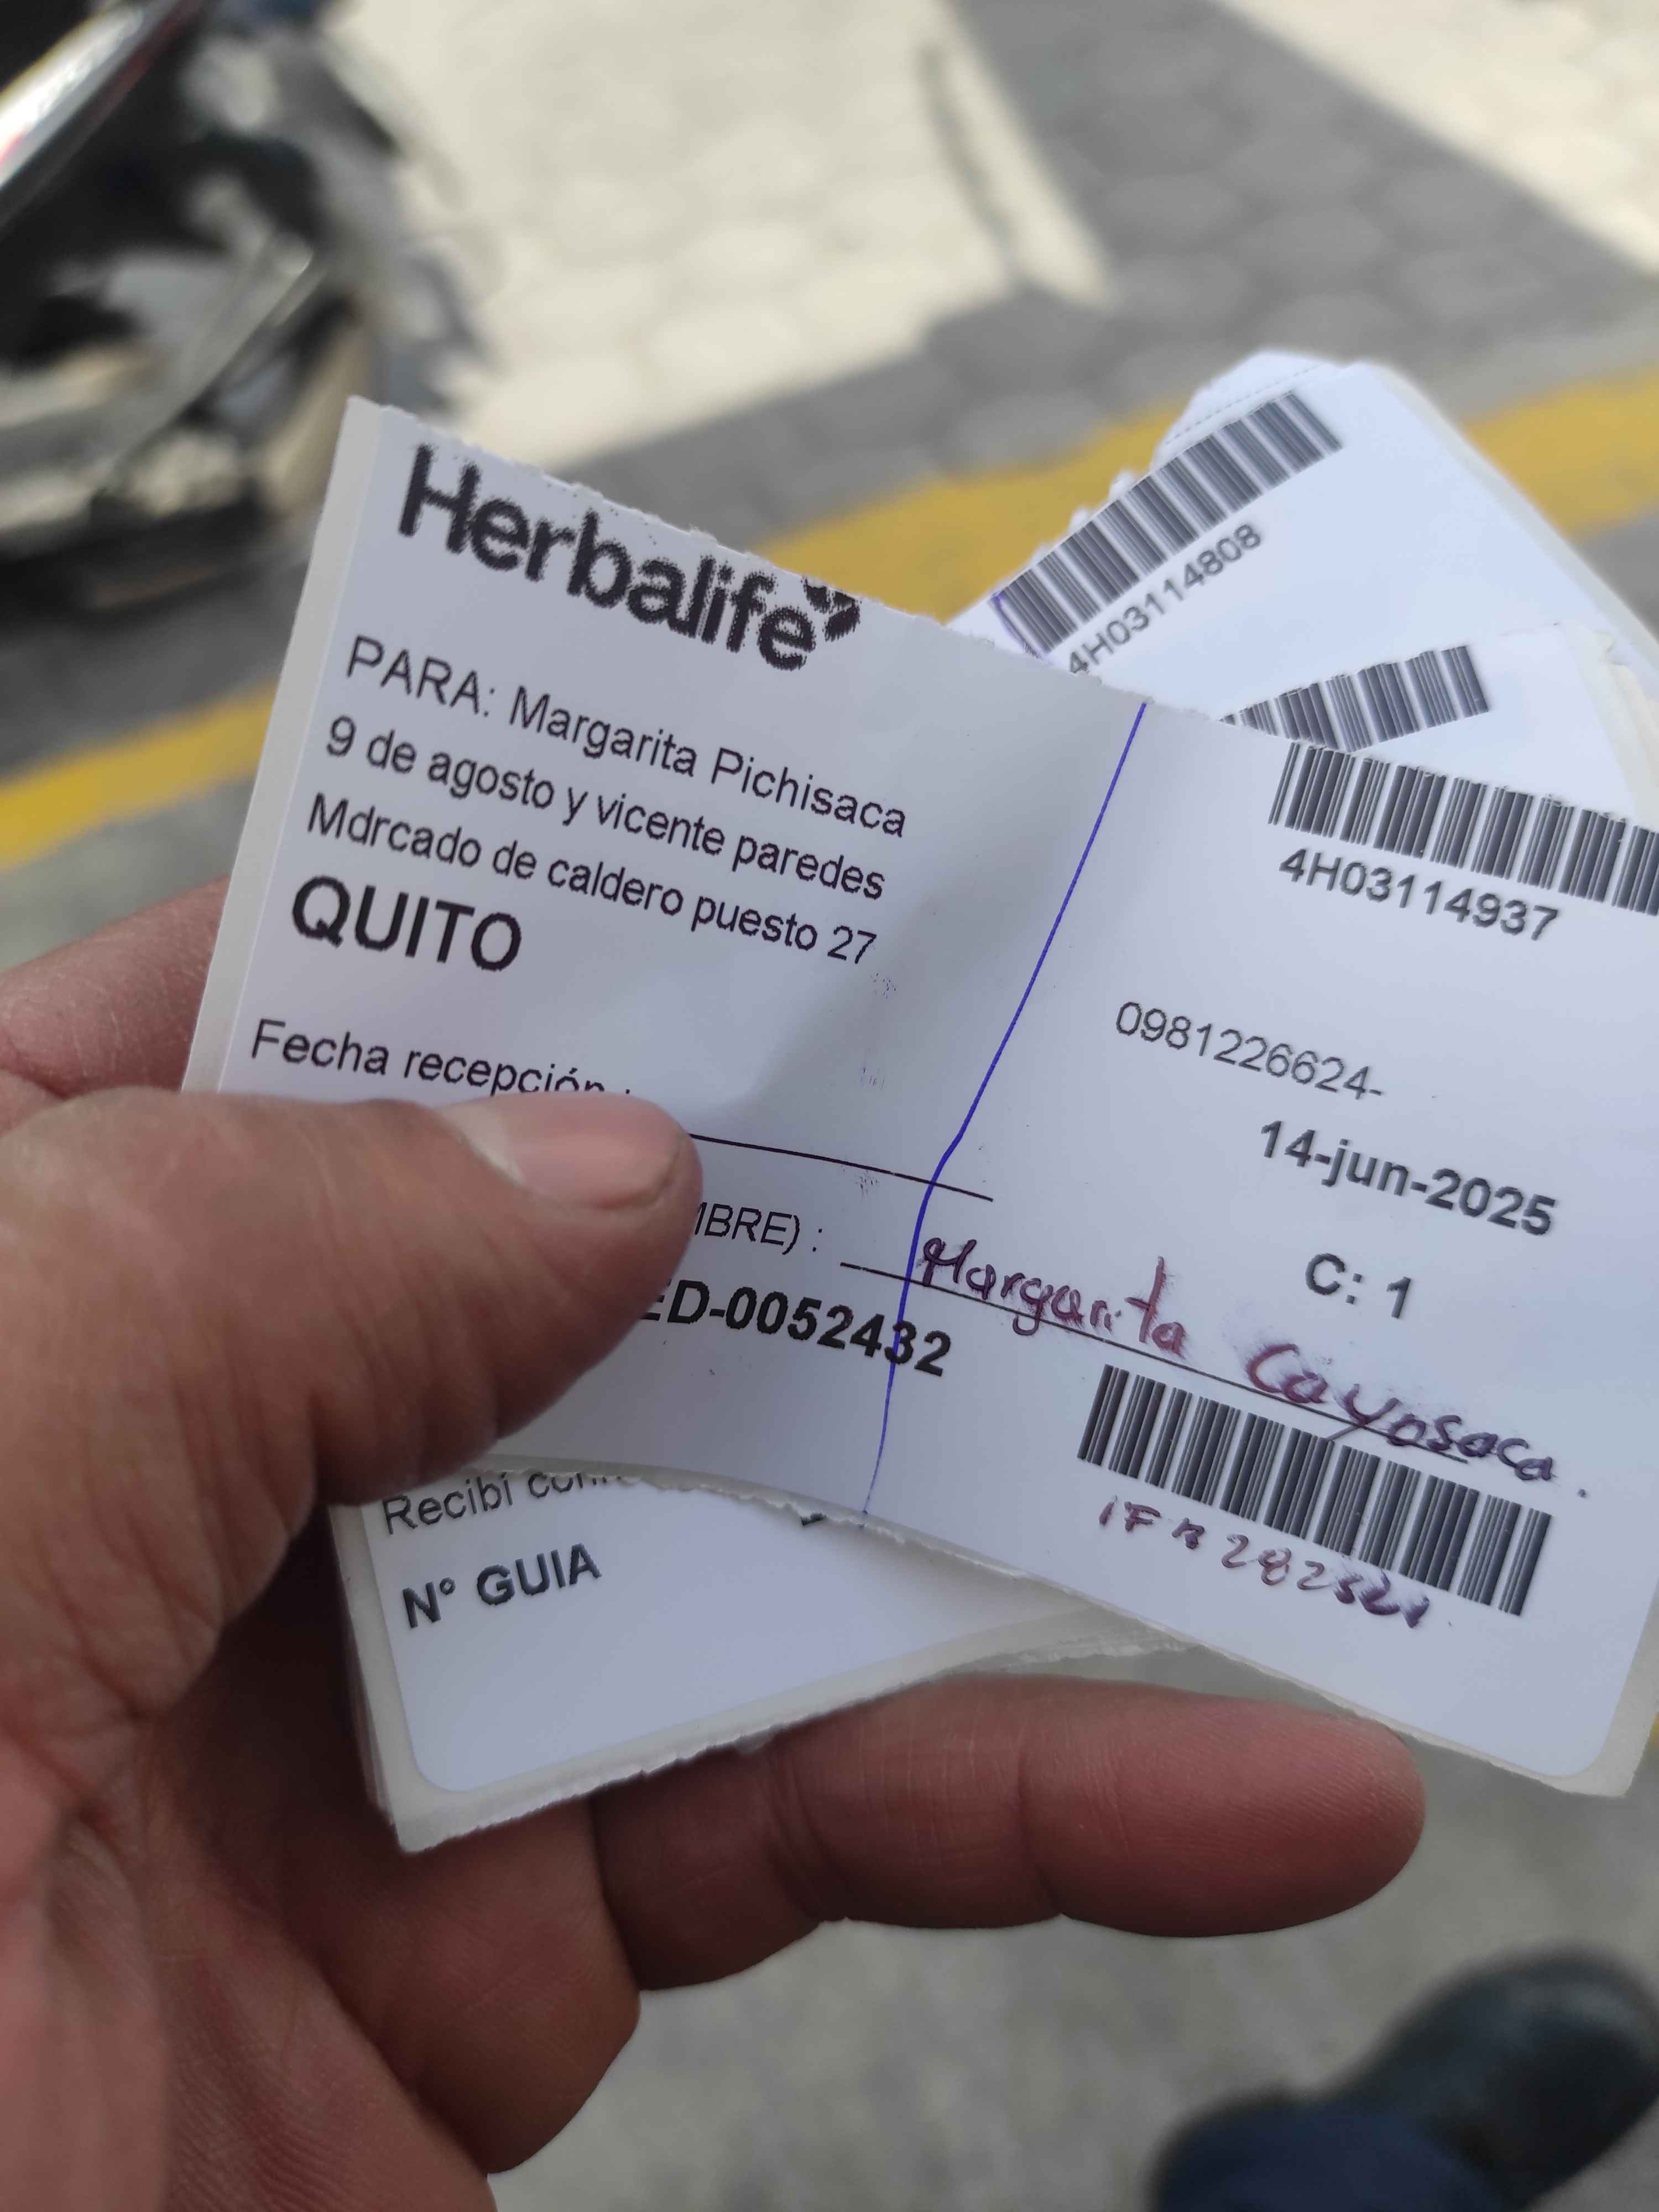 Herbalife
PARA: Margarita Pichisaca
9 de agosto y vicente paredes
Mdrcado de caldero puesto 27
QUITO
Fecha recepción :
MBRE) :
ED-0052432
4H03114937
0981226624-
14-jun-2025
C: 1
Margarita Cayosaca.
4H03114808
Recibí
N° GUIA